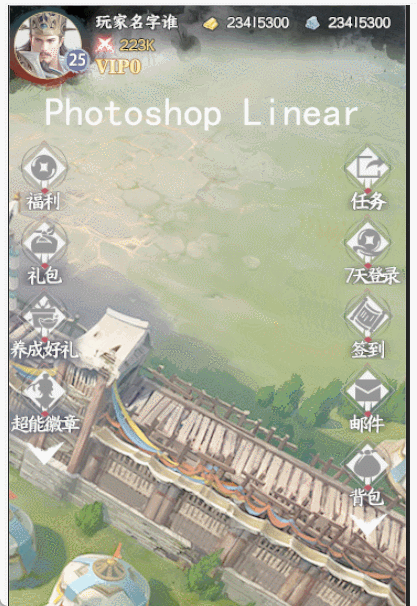 玩家名字谁 23415300 23415300
223K
25 VIP0
Photoshop Linear
福利 任务
礼包 7天登录
养成好礼 签到
超能徽章 邮件
背包